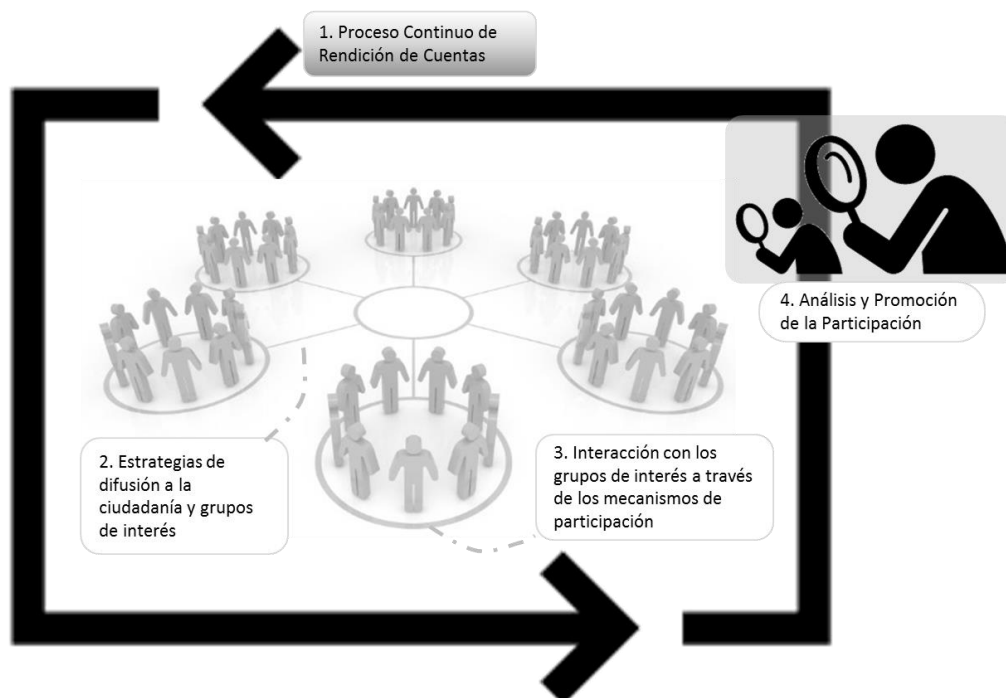 1. Proceso Continuo de
Rendición de Cuentas
2. Estrategias de
difusión a la
ciudadanía y grupos
de interés
3. Interacción con los
grupos de interés a través
de los mecanismos de
participación
4. Análisis y Promoción
de la Participación